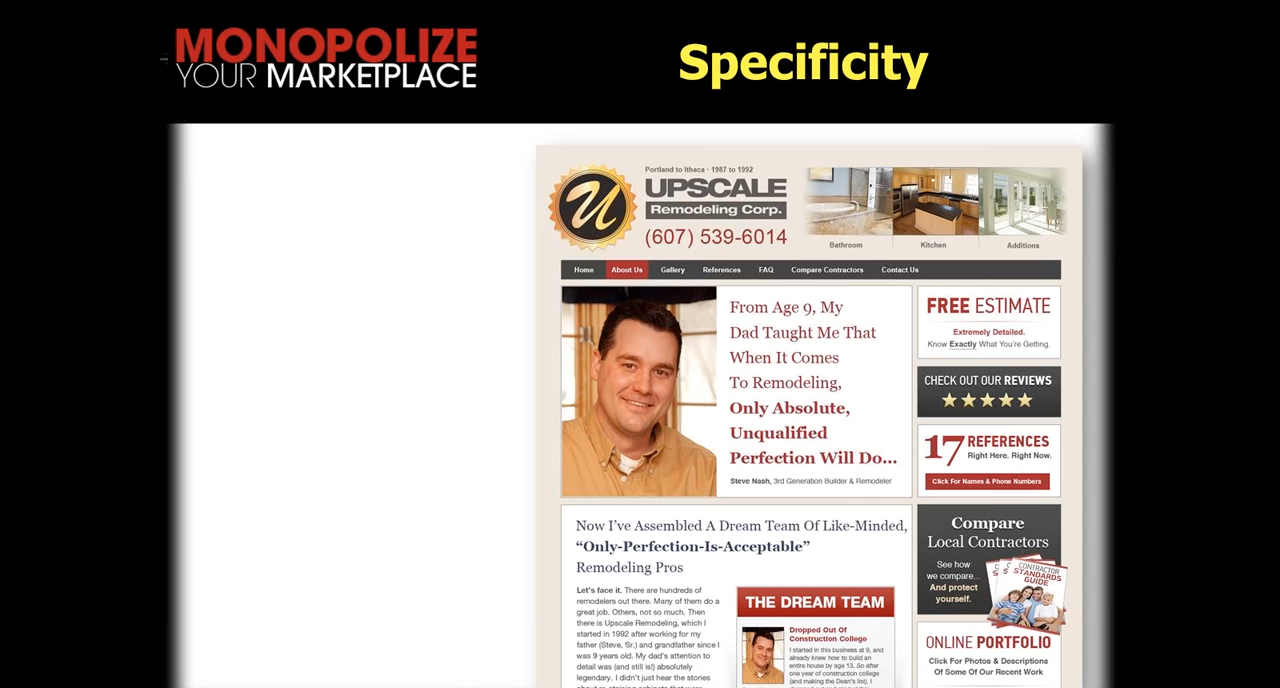 MONOPOLIZE
YOUR MARKETPLACE
Specificity
Portland to Ithaca · 1987 to 1992
UPSCALE
Remodeling Corp.
(607) 539-6014
U
Bathroom
Kitchen
Additions
Home
About Us
Gallery
References
FAQ
Compare Contractors
Contact Us
From Age 9, My
Dad Taught Me That
When It Comes
To Remodeling,
Only Absolute,
Unqualified
Perfection Will Do...
Steve Nash, 3rd Generation Builder & Remodeler
FREE ESTIMATE
Extremely Detailed.
Know Exactly What You're Getting.
CHECK OUT OUR REVIEWS
17 REFERENCES
Right Here. Right Now.
Click For Names & Phone Numbers
Compare
Local Contractors
See how
we compare...
And protect
yourself.
CONTRACTOR
STANDARDS
GUIDE
ONLINE PORTFOLIO
Click For Photos & Descriptions
Of Some Of Our Recent Work
Now I've Assembled A Dream Team Of Like-Minded,
“Only-Perfection-Is-Acceptable”
Remodeling Pros
Let's face it. There are hundreds of
remodelers out there. Many of them do a
great job. Others, not so much. Then
there is Upscale Remodeling, which I
started in 1992 after working for my
father (Steve, Sr.) and grandfather since I
was 9 years old. My dad's attention to
detail was (and still is!) absolutely
legendary. I didn't just hear the stories
THE DREAM TEAM
Dropped Out Of
Construction College
I started in this business at 9, and
already knew how to build an
entire house by age 13. So after
one year of construction college
(and making the Dean's list), I